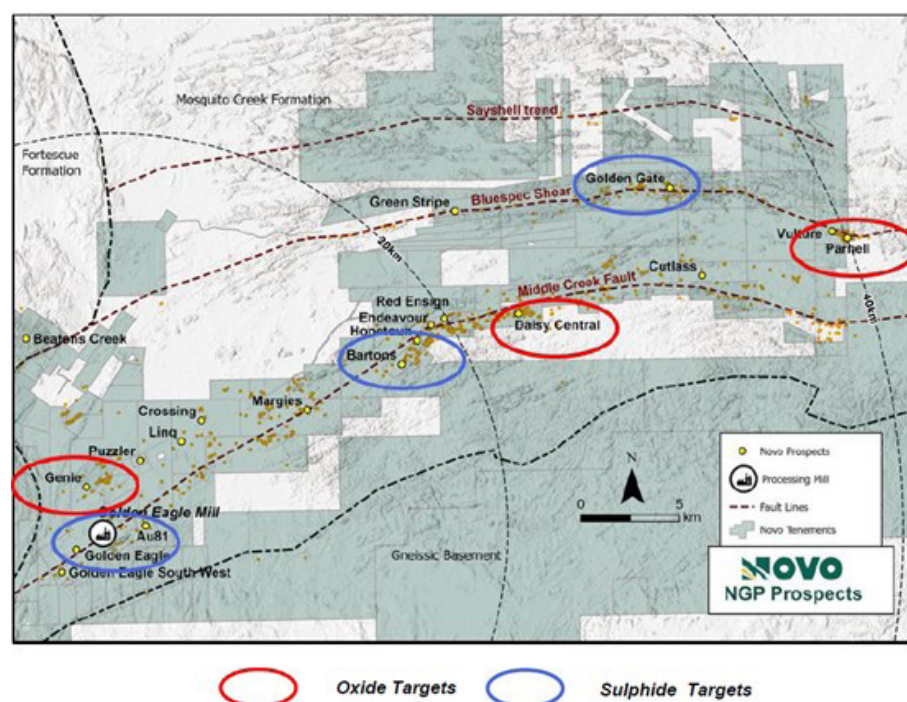 Mosquito Creek Formation
Sayshell trend
Fortescue
Formation
Golden Gate
Bluespec Shear
Green Stripe
20km
Vulture
Parnell
Cutlass
Middle Creek Fault
Red Ensign
Endeavour
Hopetoun
Daisy Central
40km
Beatons Creek
Bartons
Margies
Crossing
Linq
Puzzler
Genie
Golden Eagle Mill
Au81
Golden Eagle
Golden Eagle South West
Gneissic Basement
N
0
5
km
Novo Prospects
Processing Mill
Fault Lines
Novo Tenements
NOVO
NGP Prospects
Oxide Targets
Sulphide Targets